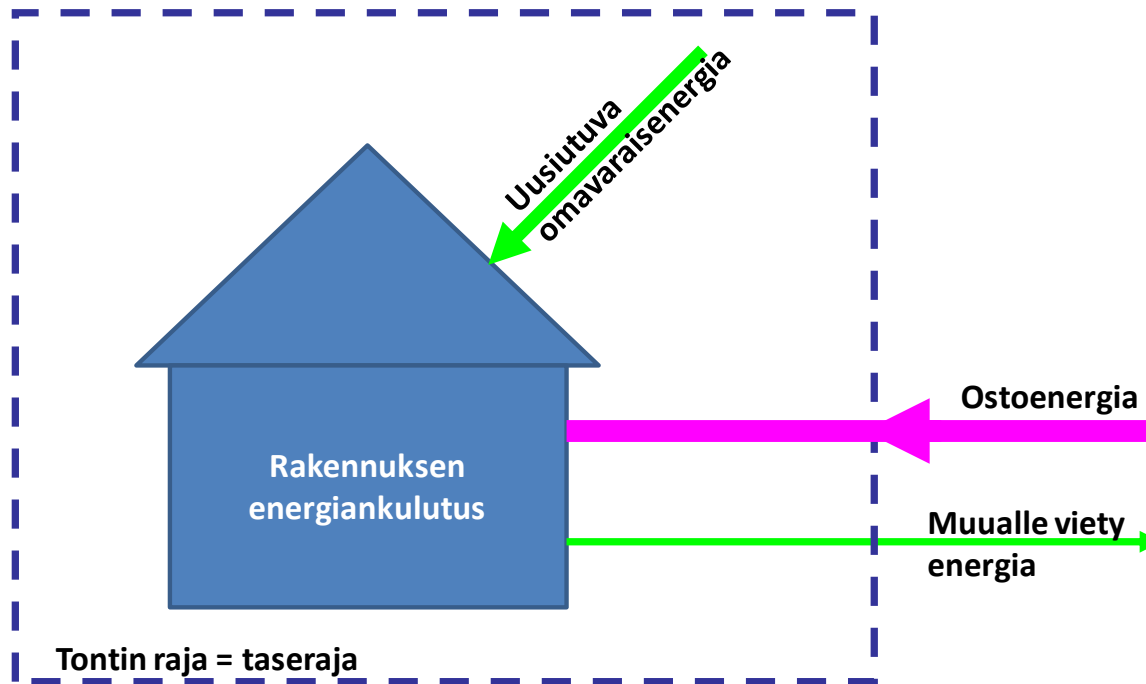 Uusiutuva
omavaraisenergia
Ostoenergia
Rakennuksen
energiankulutus
Muualle viety
energia
Tontin raja = taseraja